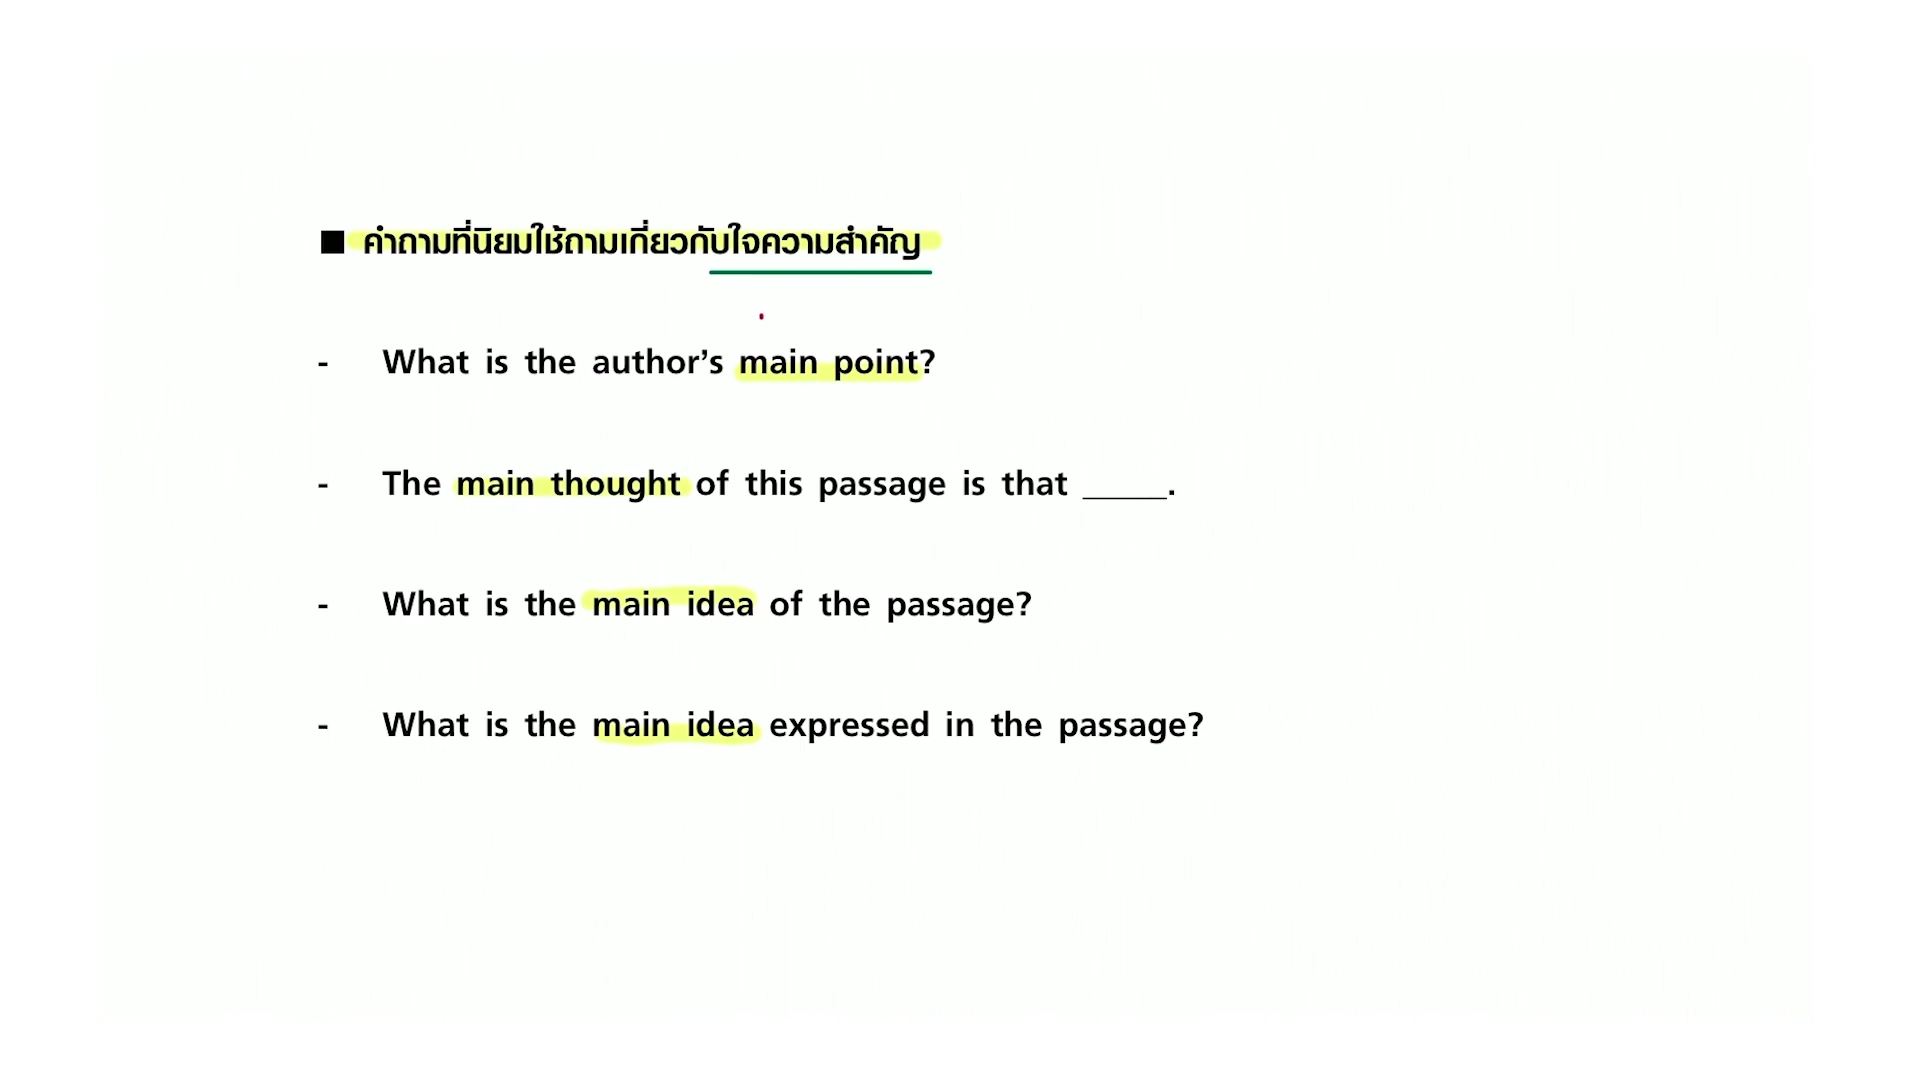 ■ คำถามที่นิยมใช้ถามเกี่ยวกับใจความสำคัญ
- What is the author’s main point?
- The main thought of this passage is that _____.
- What is the main idea of the passage?
- What is the main idea expressed in the passage?